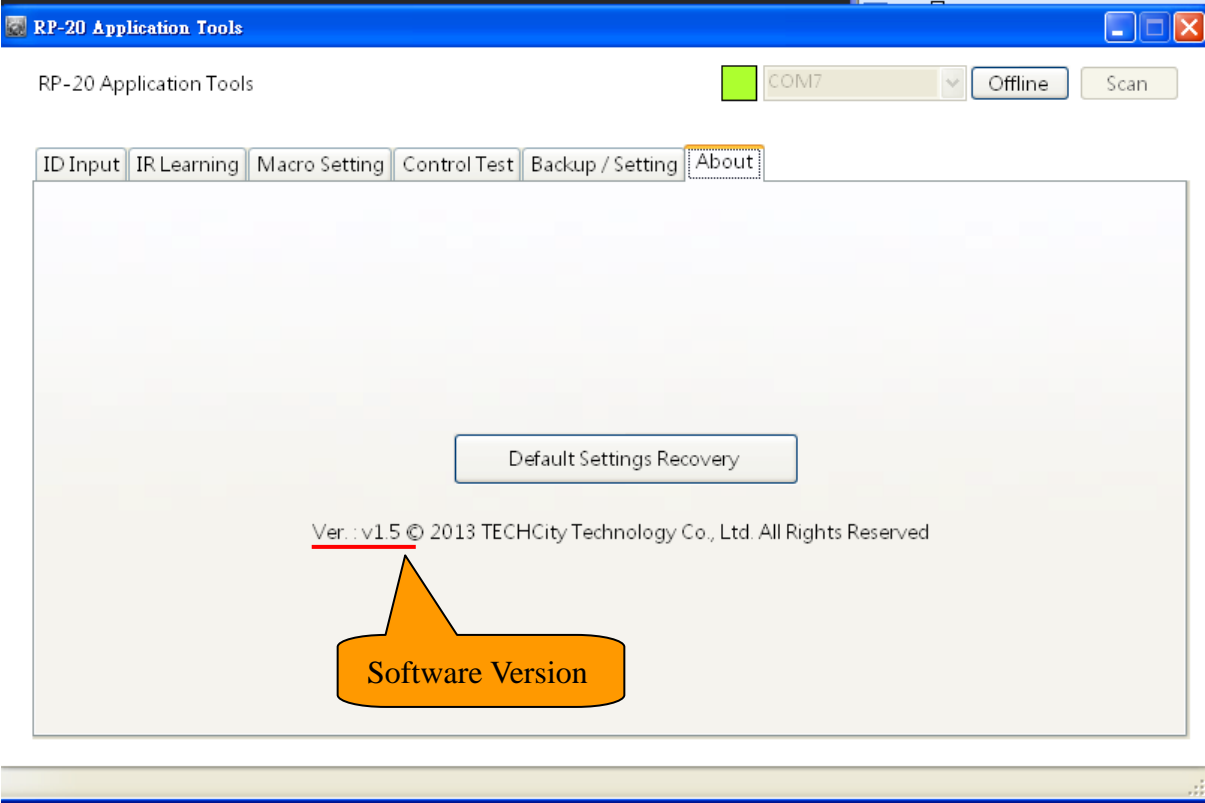 RP-20 Application Tools
RP-20 Application Tools COM7 Offline Scan
ID Input IR Learning Macro Setting Control Test Backup / Setting About
Default Settings Recovery
Ver. : v1.5 © 2013 TECHCity Technology Co., Ltd. All Rights Reserved
Software Version